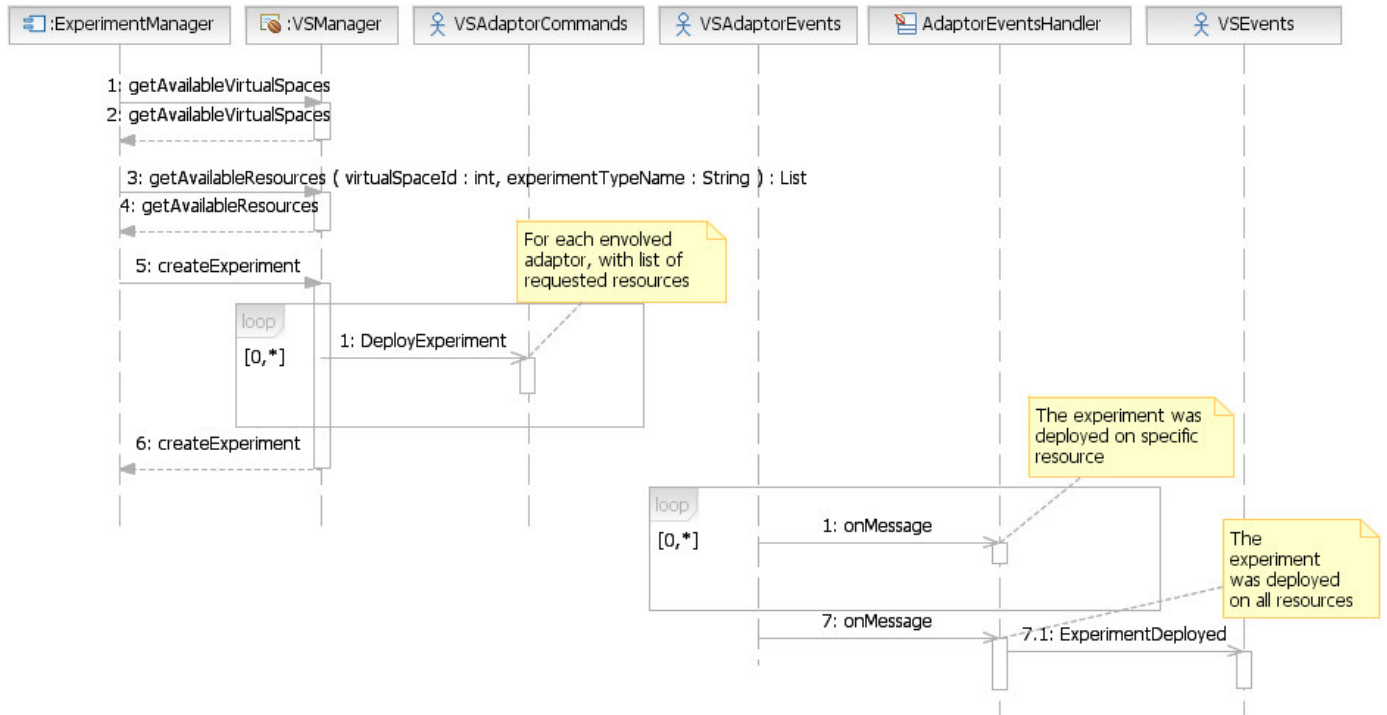 :ExperimentManager
:VSManager
VSAdaptorCommands
VSAdaptorEvents
AdaptorEventsHandler
VSEvents
1: getAvailableVirtualSpaces
2: getAvailableVirtualSpaces
3: getAvailableResources ( virtualSpaceId : int, experimentTypeName : String ) : List
4: getAvailableResources
For each envolved
adaptor, with list of
requested resources
5: createExperiment
loop
[0,*]
1: DeployExperiment
6: createExperiment
The experiment was
deployed on specific
resource
loop
[0,*]
1: onMessage
The
experiment
was deployed
on all resources
7: onMessage
7.1: ExperimentDeployed